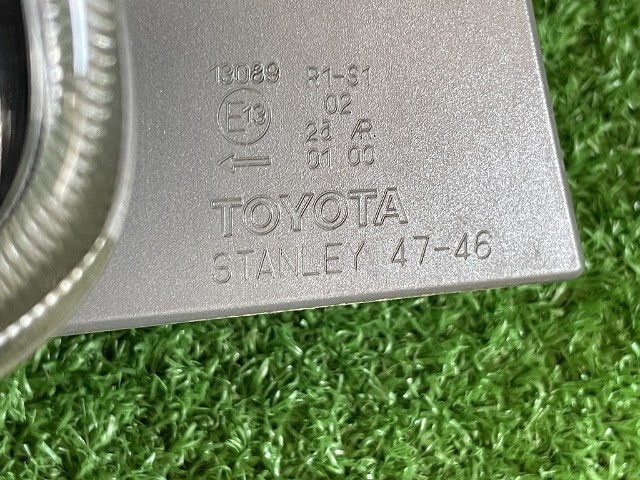 13089 R1-S1
E13 02
25 /R
← 01 00
TOYOTA
STANLEY 47-46